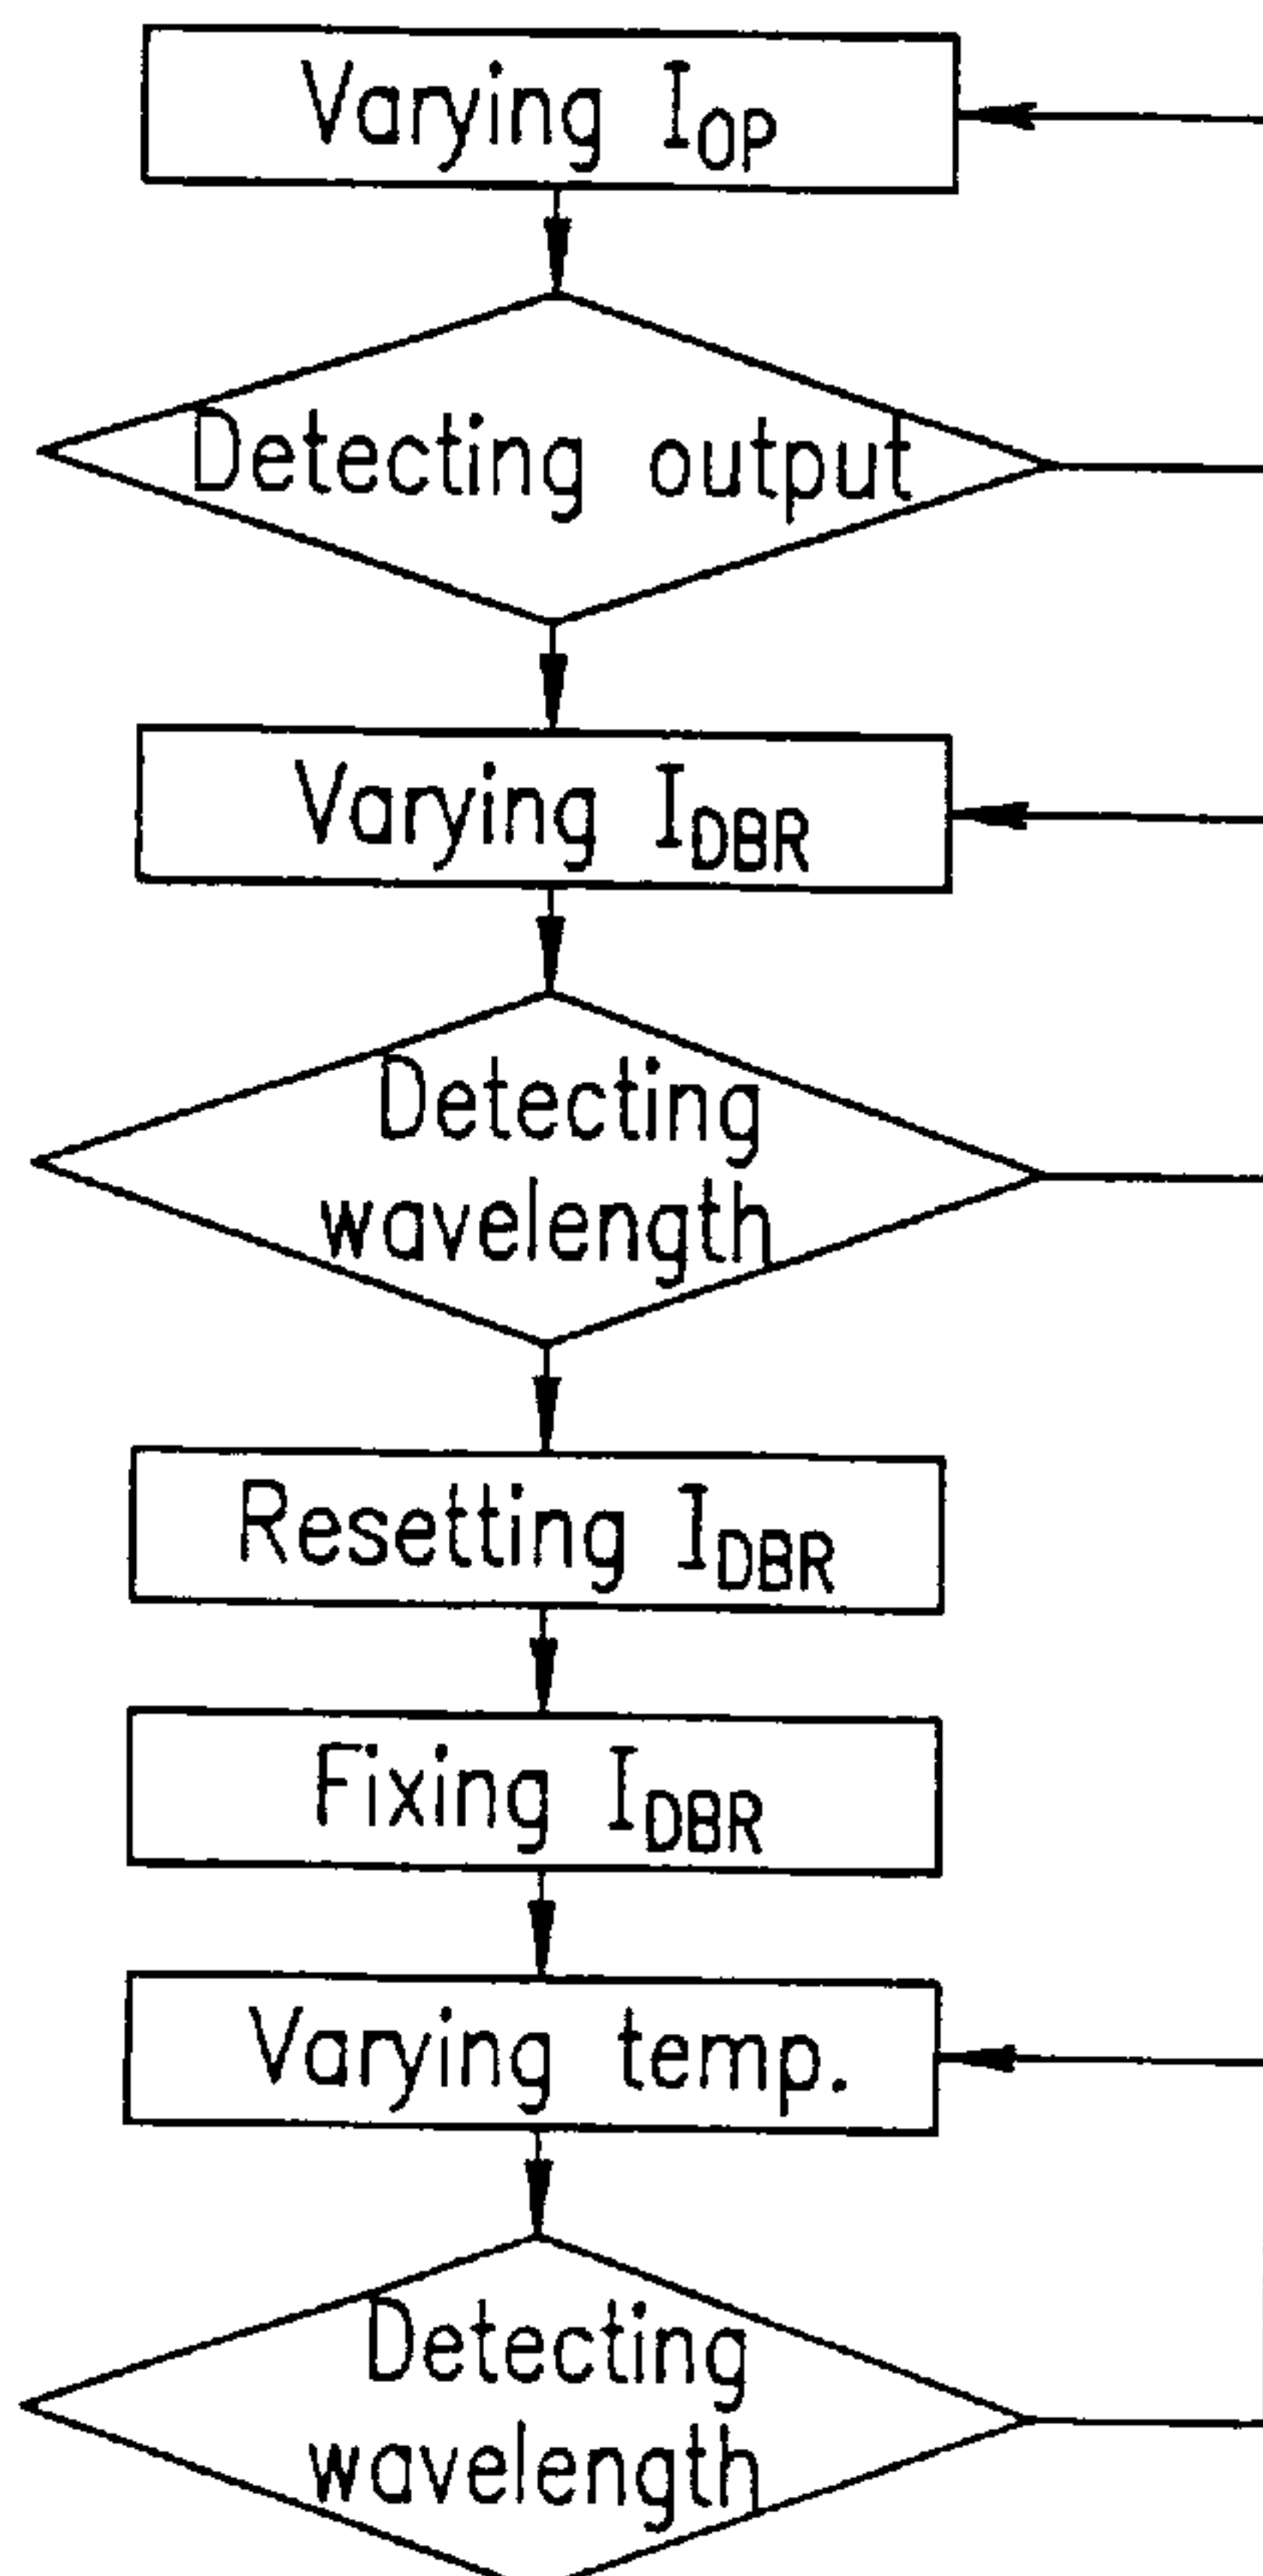 Varying I_OP
Detecting output
Varying I_DBR
Detecting
wavelength
Resetting I_DBR
Fixing I_DBR
Varying temp.
Detecting
wavelength